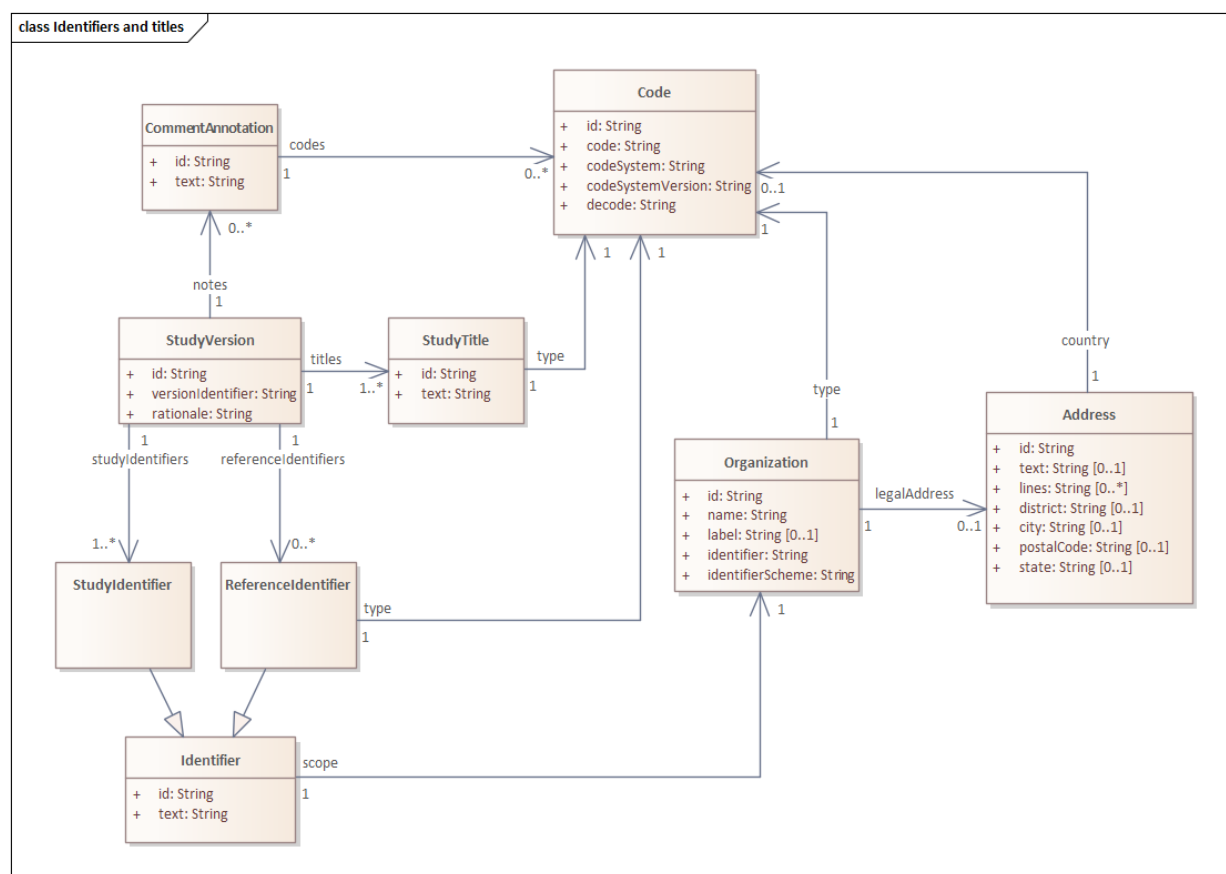 class Identifiers and titles
Code
+ id: String
+ code: String
+ codeSystem: String
+ codeSystemVersion: String
+ decode: String
CommentAnnotation
+ id: String
+ text: String
codes
1
0..*
0..1
1
1
1
0..*
notes
1
StudyVersion
+ id: String
+ versionIdentifier: String
+ rationale: String
titles
1
1..*
StudyTitle
+ id: String
+ text: String
type
1
country
1
type
1
Address
+ id: String
+ text: String [0..1]
+ lines: String [0..*]
+ district: String [0..1]
+ city: String [0..1]
+ postalCode: String [0..1]
+ state: String [0..1]
1
studyIdentifiers
1
referenceIdentifiers
Organization
+ id: String
+ name: String
+ label: String [0..1]
+ identifier: String
+ identifierScheme: String
legalAddress
1
0..1
1..*
0..*
StudyIdentifier
ReferenceIdentifier
type
1
1
Identifier
+ id: String
+ text: String
scope
1